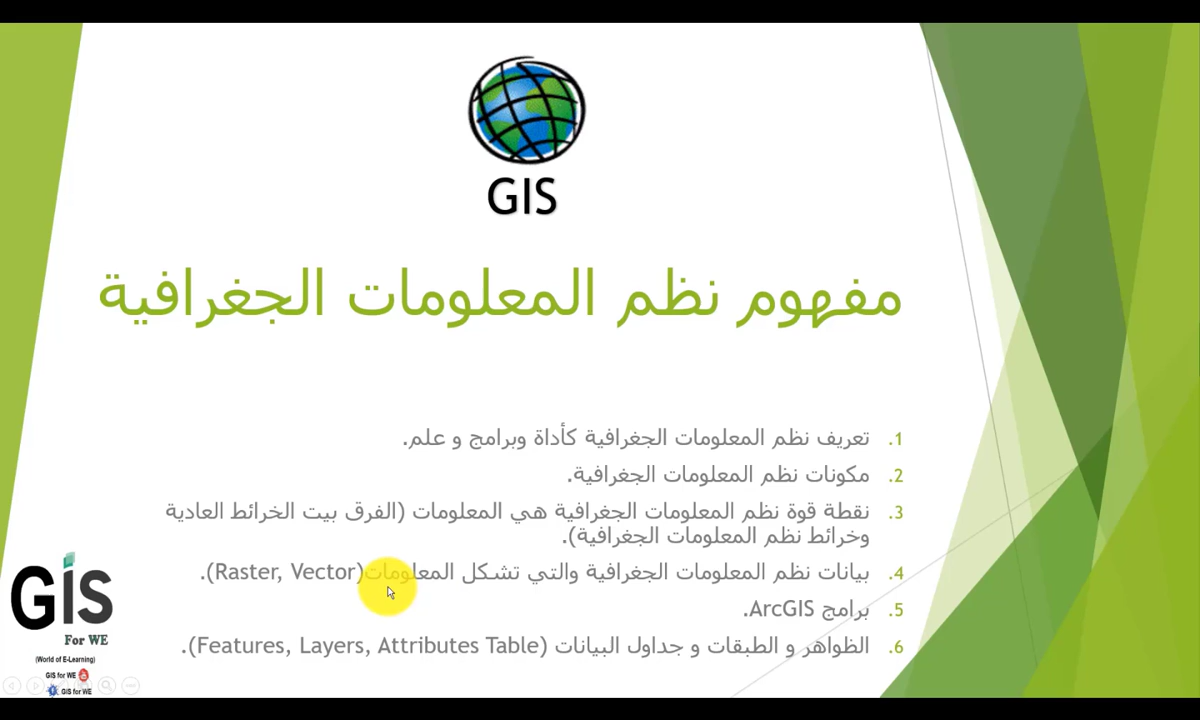 GIS
مفهوم نظم المعلومات الجغرافية
1. تعريف نظم المعلومات الجغرافية كأداة وبرامج و علم.
2. مكونات نظم المعلومات الجغرافية.
3. نقطة قوة نظم المعلومات الجغرافية هي المعلومات (الفرق بيت الخرائط العادية
وخرائط نظم المعلومات الجغرافية).
4. بيانات نظم المعلومات الجغرافية والتي تشكل المعلومات(Raster, Vector).
5. برامج ArcGIS.
6. الظواهر و الطبقات و جداول البيانات (Features, Layers, Attributes Table).
GIS
For WE
(World of E-Learning)
GIS for WE
GIS for WE